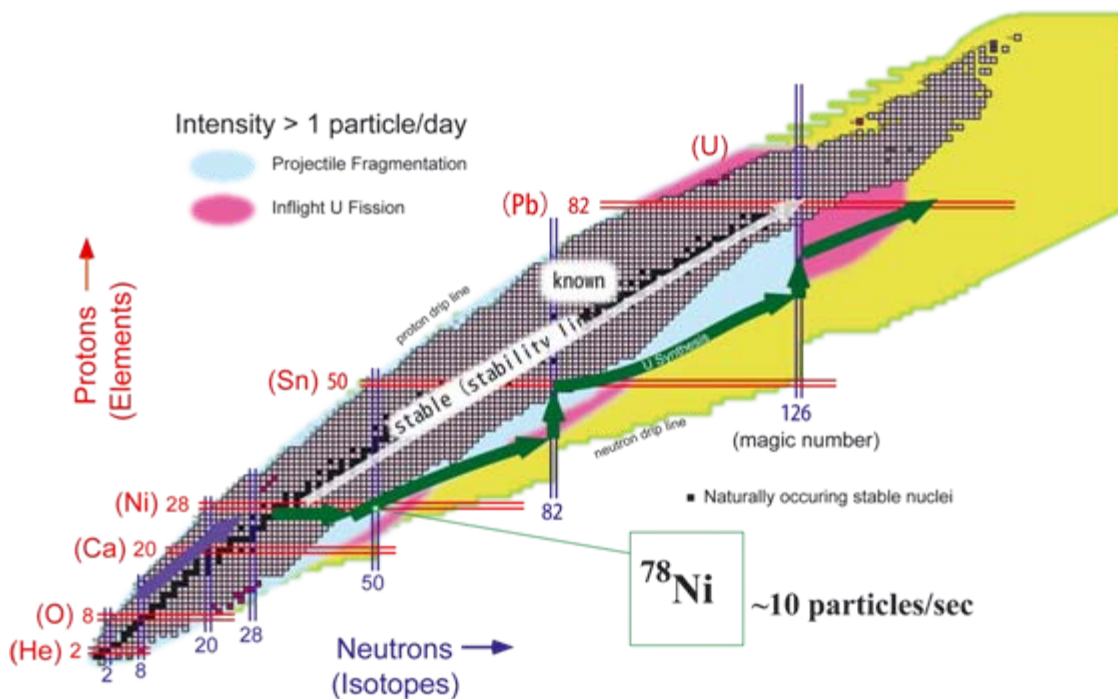 Intensity > 1 particle/day
Projectile Fragmentation
Inflight U Fission
(U)
(Pb) 82
known
proton drip line
stable (stability lin
U Synthesis
(Sn) 50
126
(magic number)
neutron drip line
Protons
(Elements)
Naturally occuring stable nuclei
(Ni) 28
82
(Ca) 20
50
78Ni
~10 particles/sec
(O) 8
20
28
(He) 2
2
8
Neutrons
(Isotopes)